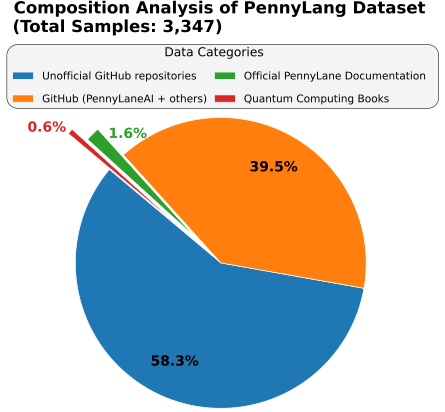 Composition Analysis of PennyLang Dataset
(Total Samples: 3,347)
Data Categories
Unofficial GitHub repositories
Official PennyLane Documentation
GitHub (PennyLaneAI + others)
Quantum Computing Books
0.6%
1.6%
39.5%
58.3%